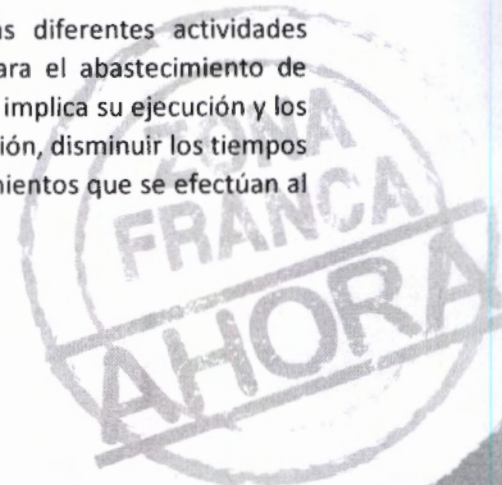 as diferentes actividades
ara el abastecimiento de
implica su ejecución y los
ión, disminuir los tiempos
nientos que se efectúan al
ZONA
FRANCA
AHORA